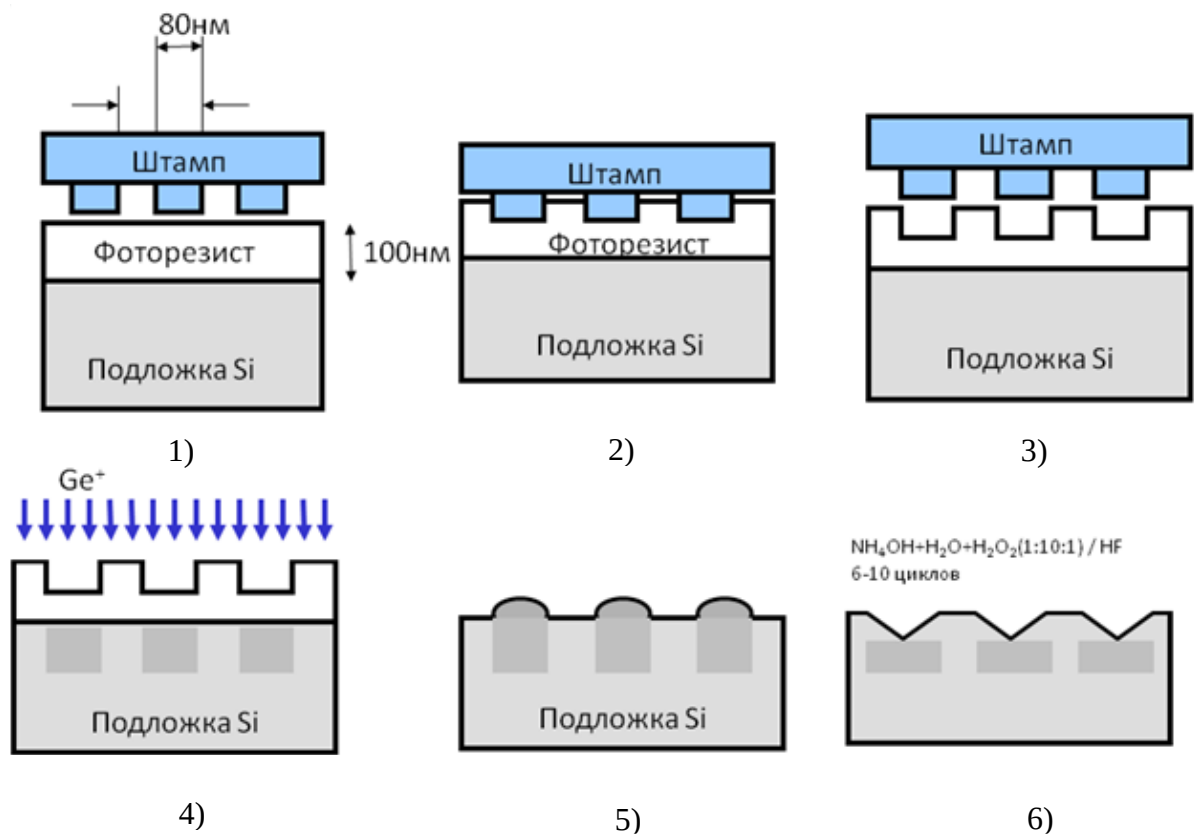 80нм
Штамп
Фоторезист
100нм
Подложка Si
1)
Штамп
Фоторезист
Подложка Si
2)
Штамп
Подложка Si
3)
Ge⁺
Подложка Si
4)
Подложка Si
5)
NH₄OH+H₂O+H₂O₂(1:10:1) / HF
6-10 циклов
6)